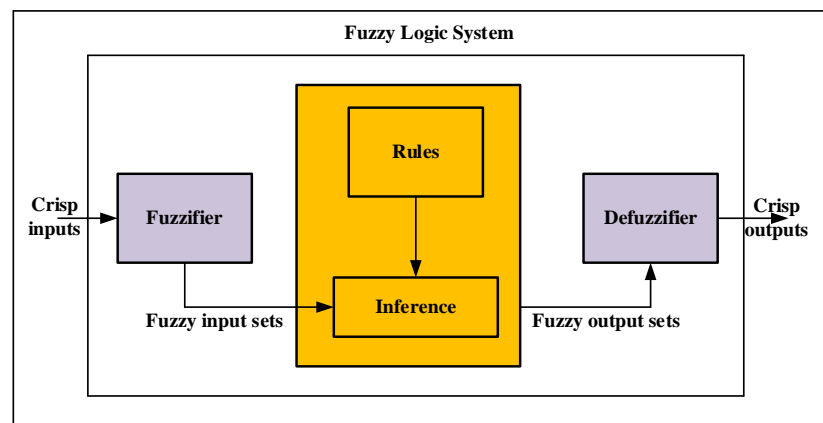 Fuzzy Logic System
Crisp
inputs
Fuzzifier
Fuzzy input sets
Rules
Inference
Fuzzy output sets
Defuzzifier
Crisp
outputs